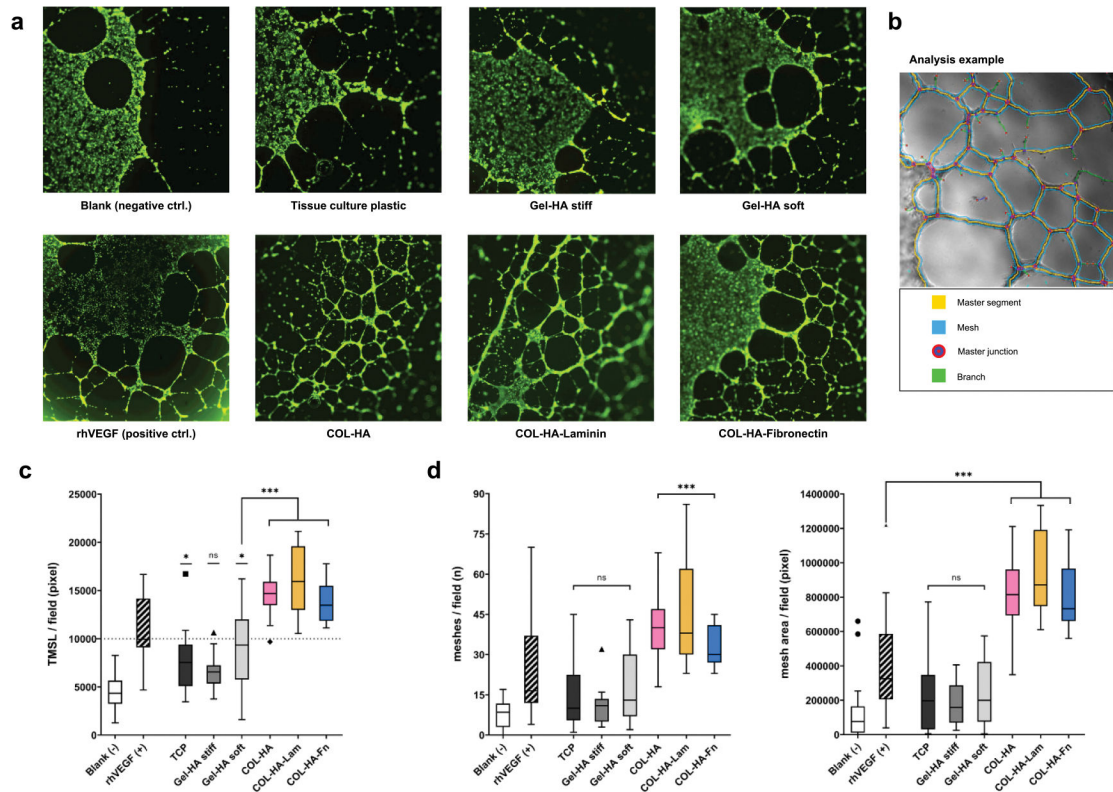 a
b
Analysis example
Blank (negative ctrl.)
Tissue culture plastic
Gel-HA stiff
Gel-HA soft
Master segment
Mesh
Master junction
Branch
rhVEGF (positive ctrl.)
COL-HA
COL-HA-Laminin
COL-HA-Fibronectin
c
TMSL / field (pixel)
25000
20000
15000
10000
5000
0
*
ns
*
***
Blank (-)
rhVEGF (+)
TCP
Gel-HA stiff
Gel-HA soft
COL-HA
COL-HA-Lam
COL-HA-Fn
d
meshes / field (n)
90
75
60
45
30
15
0
ns
***
Blank (-)
rhVEGF (+)
TCP
Gel-HA stiff
Gel-HA soft
COL-HA
COL-HA-Lam
COL-HA-Fn
mesh area / field (pixel)
1400000
1200000
1000000
800000
600000
400000
200000
0
***
ns
Blank (-)
rhVEGF (+)
TCP
Gel-HA stiff
Gel-HA soft
COL-HA
COL-HA-Lam
COL-HA-Fn